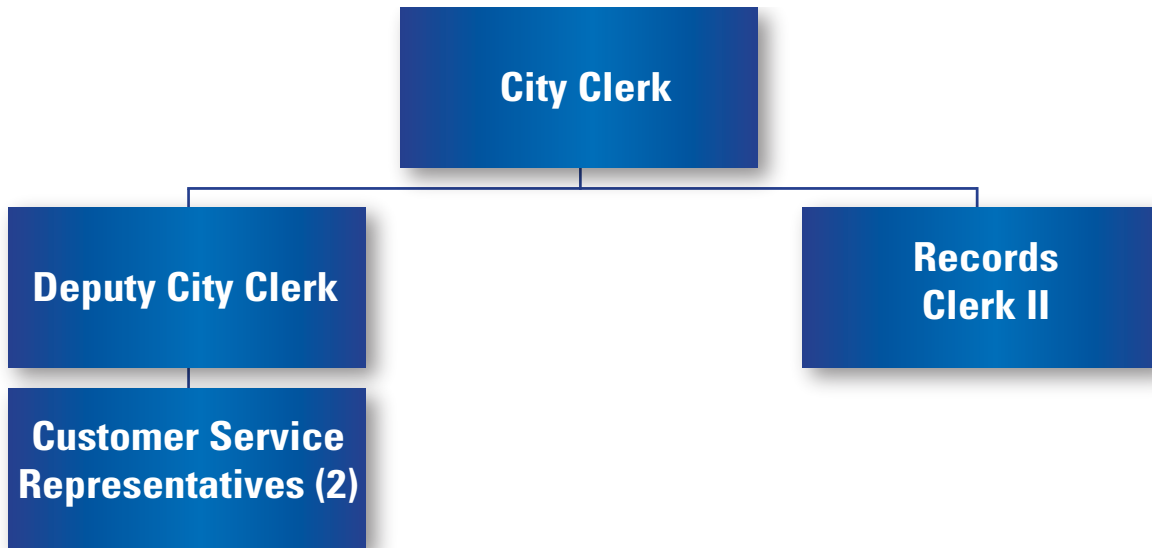 City Clerk
Deputy City Clerk
Records
Clerk II
Customer Service
Representatives (2)